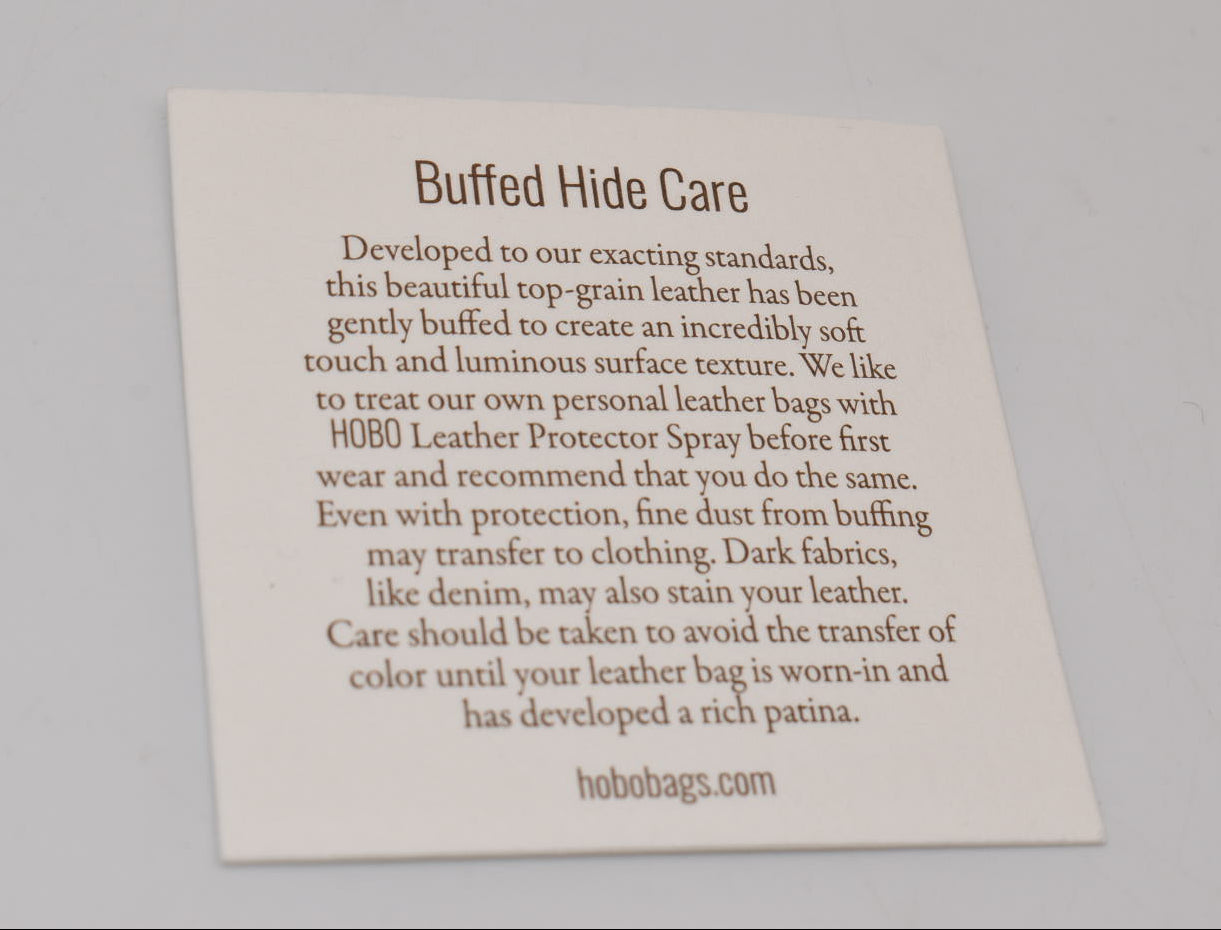 Buffed Hide Care
Developed to our exacting standards,
this beautiful top-grain leather has been
gently buffed to create an incredibly soft
touch and luminous surface texture. We like
to treat our own personal leather bags with
HOBO Leather Protector Spray before first
wear and recommend that you do the same.
Even with protection, fine dust from buffing
may transfer to clothing. Dark fabrics,
like denim, may also stain your leather.
Care should be taken to avoid the transfer of
color until your leather bag is worn-in and
has developed a rich patina.
hobobags.com